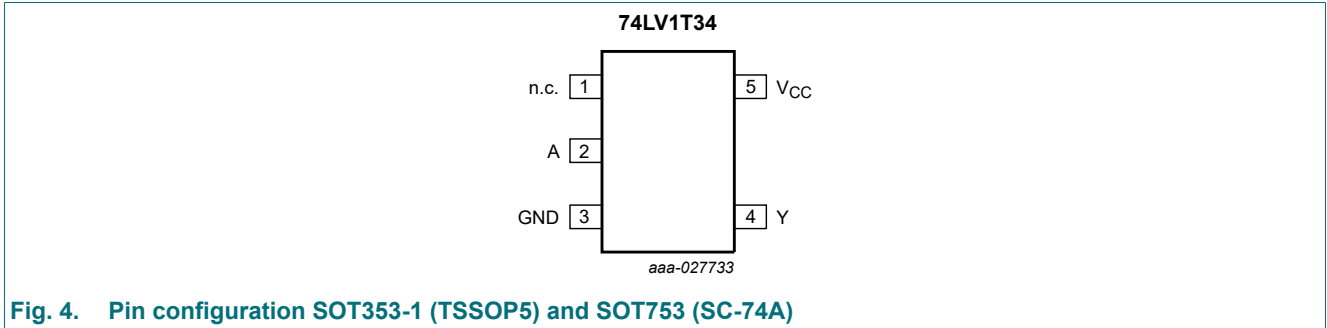 74LV1T34
n.c. 1 5 VCC
A 2
GND 3 4 Y
aaa-027733
Fig. 4. Pin configuration SOT353-1 (TSSOP5) and SOT753 (SC-74A)